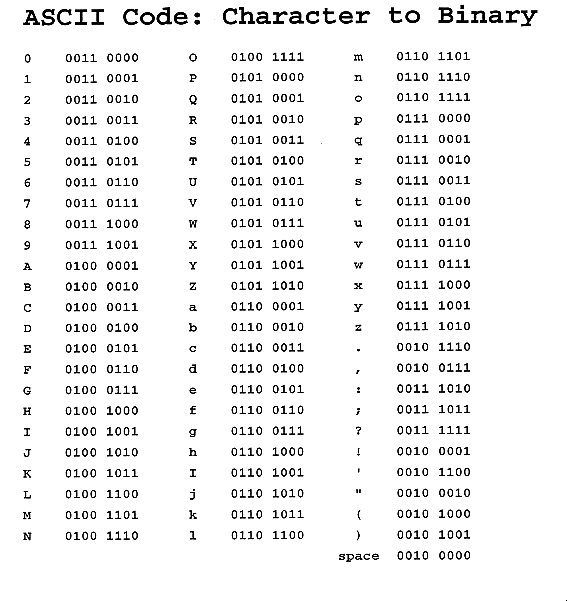 ASCII Code: Character to Binary
0 0011 0000 O 0100 1111 m 0110 1101
1 0011 0001 P 0101 0000 n 0110 1110
2 0011 0010 Q 0101 0001 o 0110 1111
3 0011 0011 R 0101 0010 p 0111 0000
4 0011 0100 S 0101 0011 q 0111 0001
5 0011 0101 T 0101 0100 r 0111 0010
6 0011 0110 U 0101 0101 s 0111 0011
7 0011 0111 V 0101 0110 t 0111 0100
8 0011 1000 W 0101 0111 u 0111 0101
9 0011 1001 X 0101 1000 v 0111 0110
A 0100 0001 Y 0101 1001 w 0111 0111
B 0100 0010 Z 0101 1010 x 0111 1000
C 0100 0011 a 0110 0001 y 0111 1001
D 0100 0100 b 0110 0010 z 0111 1010
E 0100 0101 c 0110 0011 . 0010 1110
F 0100 0110 d 0110 0100 , 0010 0111
G 0100 0111 e 0110 0101 : 0011 1010
H 0100 1000 f 0110 0110 ; 0011 1011
I 0100 1001 g 0110 0111 ? 0011 1111
J 0100 1010 h 0110 1000 ! 0010 0001
K 0100 1011 I 0110 1001 ' 0010 1100
L 0100 1100 j 0110 1010 " 0010 0010
M 0100 1101 k 0110 1011 ( 0010 1000
N 0100 1110 l 0110 1100 ) 0010 1001
space 0010 0000